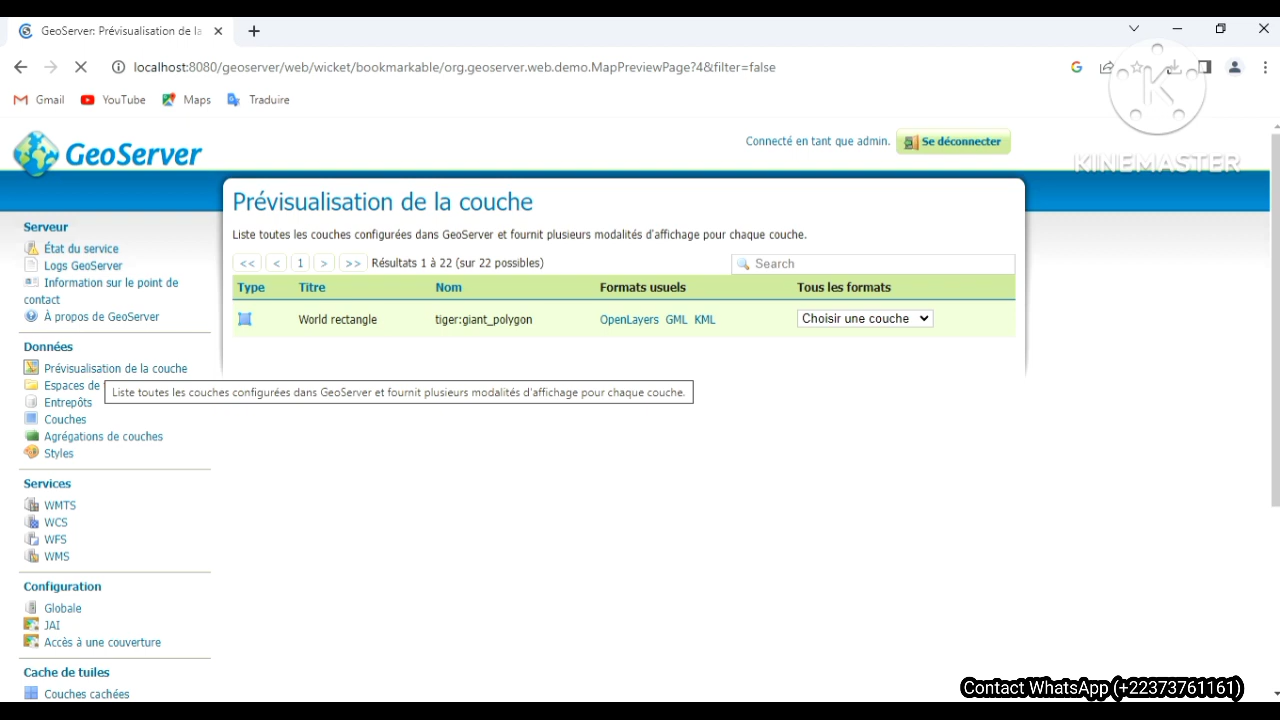 GeoServer: Prévisualisation de la
localhost:8080/geoserver/web/wicket/bookmarkable/org.geoserver.web.demo.MapPreviewPage?4&filter=false
Gmail YouTube Maps Traduire
KINEMASTER
GeoServer
Connecté en tant que admin. Se déconnecter
Serveur
État du service
Logs GeoServer
Information sur le point de
contact
À propos de GeoServer
Données
Prévisualisation de la couche
Espaces de
Entrepôts
Couches
Agrégations de couches
Styles
Services
WMTS
WCS
WFS
WMS
Configuration
Globale
JAI
Accès à une couverture
Cache de tuiles
Couches cachées
Prévisualisation de la couche
Liste toutes les couches configurées dans GeoServer et fournit plusieurs modalités d'affichage pour chaque couche.
<< < 1 > >> Résultats 1 à 22 (sur 22 possibles) Search
Type Titre Nom Formats usuels Tous les formats
World rectangle tiger:giant_polygon OpenLayers GML KML Choisir une couche
Liste toutes les couches configurées dans GeoServer et fournit plusieurs modalités d'affichage pour chaque couche.
Contact WhatsApp (+22373761161)